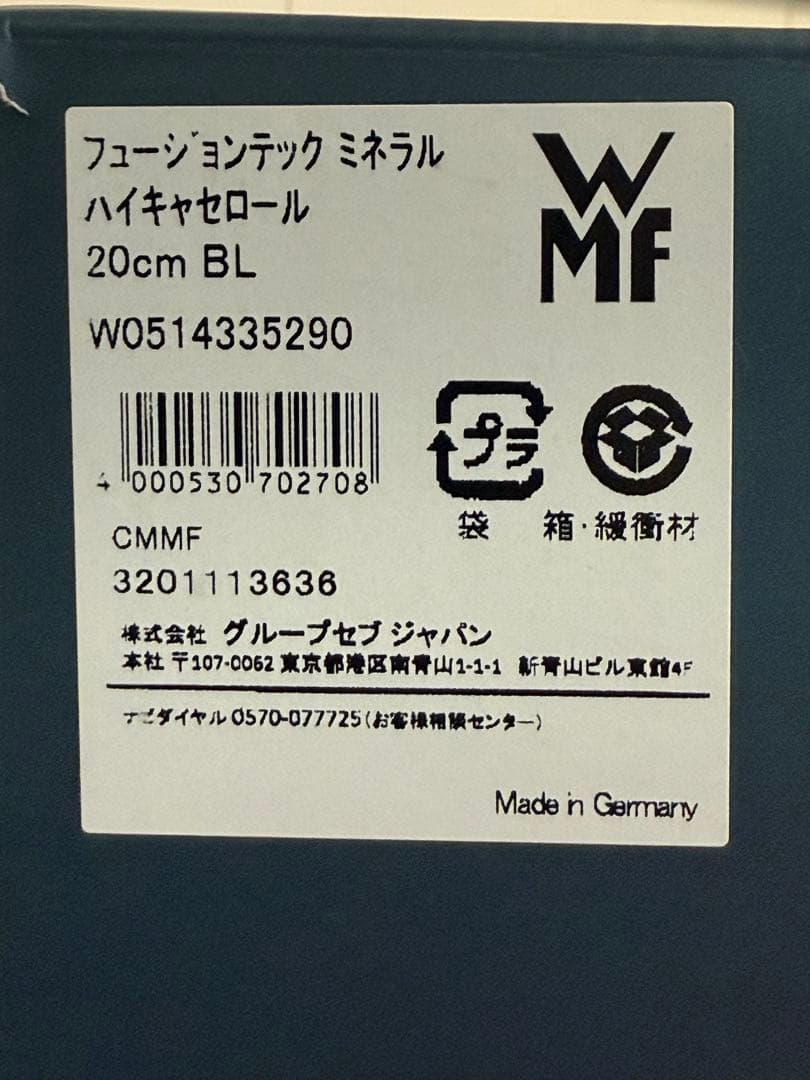 フュージョンテック ミネラル
ハイキャセロール
20cm BL
WMF
W0514335290
プラ
4 000530 702708
袋 箱・緩衝材
CMMF
3201113636
株式会社 グループセブ ジャパン
本社 〒107-0062 東京都港区南青山1-1-1 新青山ビル東館4F
ナビダイヤル 0570-077725(お客様相談センター)
Made in Germany